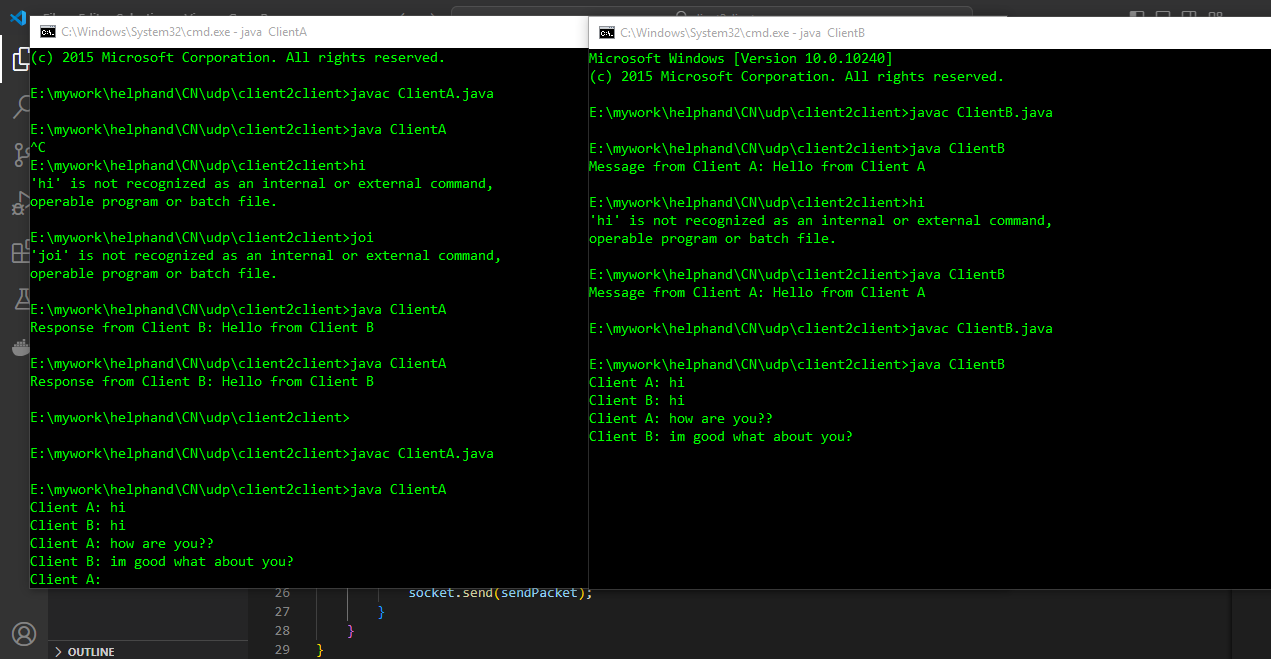 C:\Windows\System32\cmd.exe - java ClientA
(c) 2015 Microsoft Corporation. All rights reserved.
E:\mywork\helphand\CN\udp\client2client>javac ClientA.java
E:\mywork\helphand\CN\udp\client2client>java ClientA
^C
E:\mywork\helphand\CN\udp\client2client>hi
'hi' is not recognized as an internal or external command,
operable program or batch file.
E:\mywork\helphand\CN\udp\client2client>joi
'joi' is not recognized as an internal or external command,
operable program or batch file.
E:\mywork\helphand\CN\udp\client2client>java ClientA
Response from Client B: Hello from Client B
E:\mywork\helphand\CN\udp\client2client>java ClientA
Response from Client B: Hello from Client B
E:\mywork\helphand\CN\udp\client2client>
E:\mywork\helphand\CN\udp\client2client>javac ClientA.java
E:\mywork\helphand\CN\udp\client2client>java ClientA
Client A: hi
Client B: hi
Client A: how are you??
Client B: im good what about you?
Client A:
C:\Windows\System32\cmd.exe - java ClientB
Microsoft Windows [Version 10.0.10240]
(c) 2015 Microsoft Corporation. All rights reserved.
E:\mywork\helphand\CN\udp\client2client>javac ClientB.java
E:\mywork\helphand\CN\udp\client2client>java ClientB
Message from Client A: Hello from Client A
E:\mywork\helphand\CN\udp\client2client>hi
'hi' is not recognized as an internal or external command,
operable program or batch file.
E:\mywork\helphand\CN\udp\client2client>java ClientB
Message from Client A: Hello from Client A
E:\mywork\helphand\CN\udp\client2client>javac ClientB.java
E:\mywork\helphand\CN\udp\client2client>java ClientB
Client A: hi
Client B: hi
Client A: how are you??
Client B: im good what about you?
26 socket.send(sendPacket);
27 }
28 }
29 }
OUTLINE